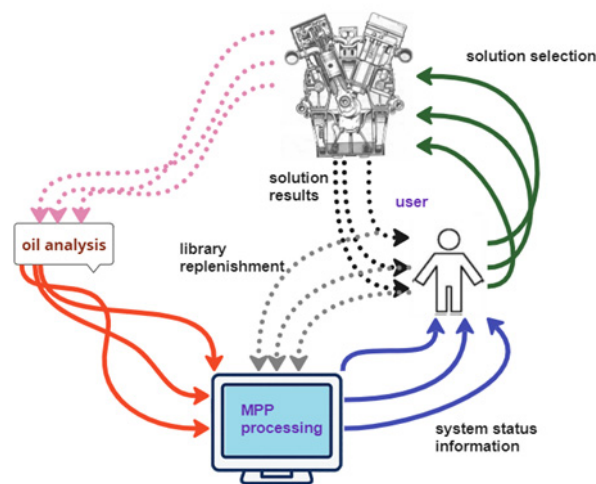 solution selection
solution
results
user
oil analysis
library
replenishment
MPP
processing
system status
information